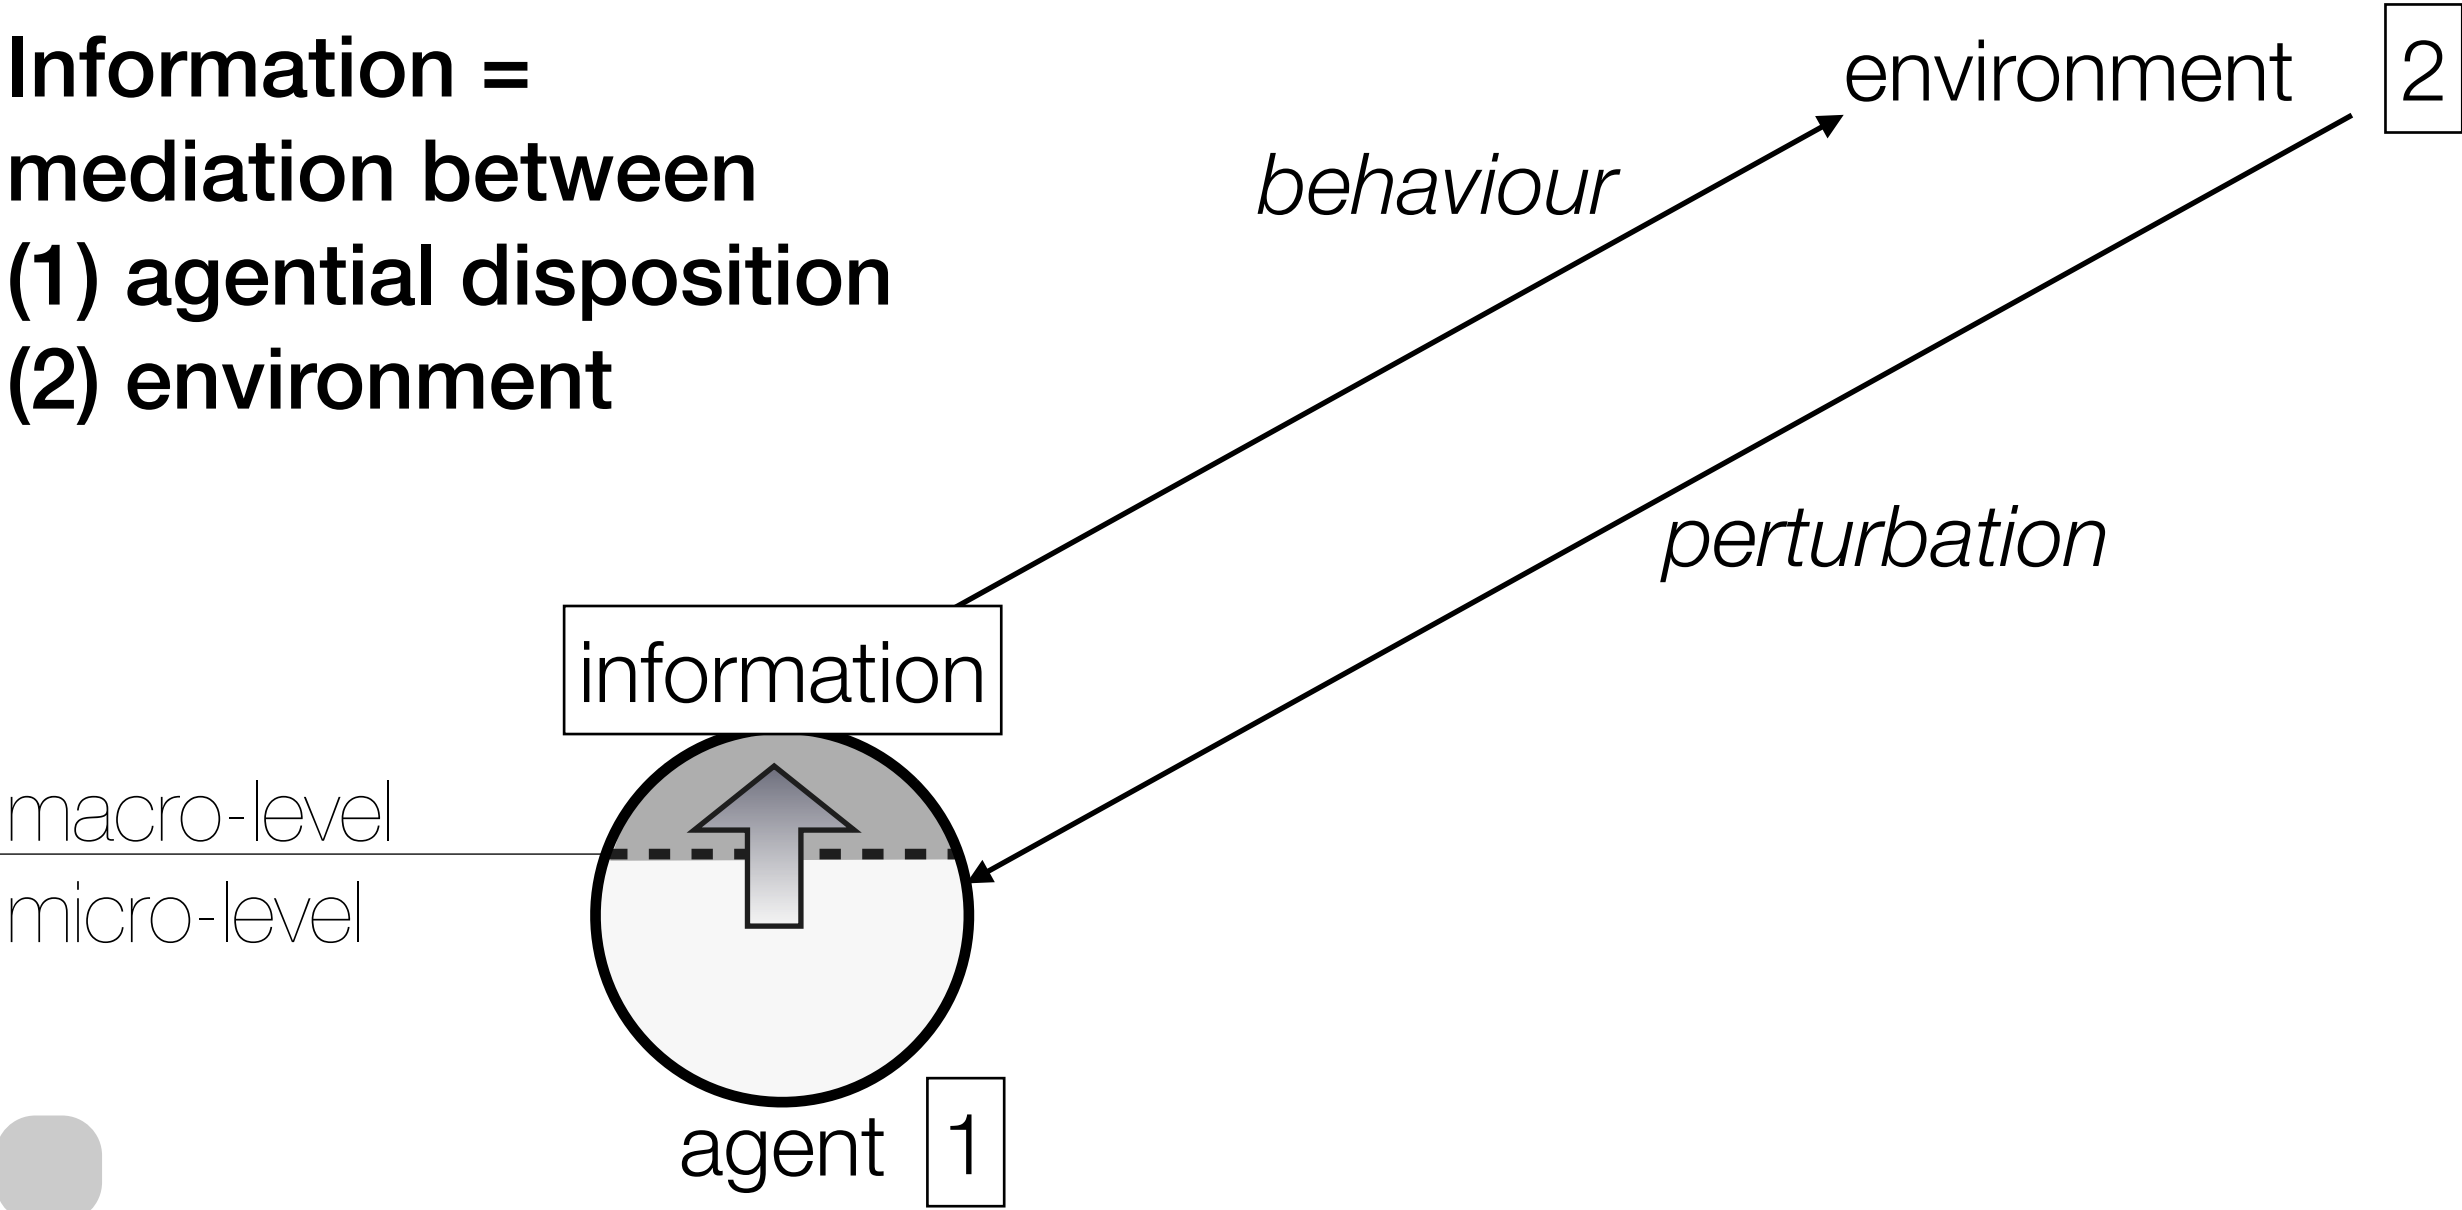 Information =
mediation between
(1) agential disposition
(2) environment
environment 2
behaviour
perturbation
information
macro-level
micro-level
agent 1